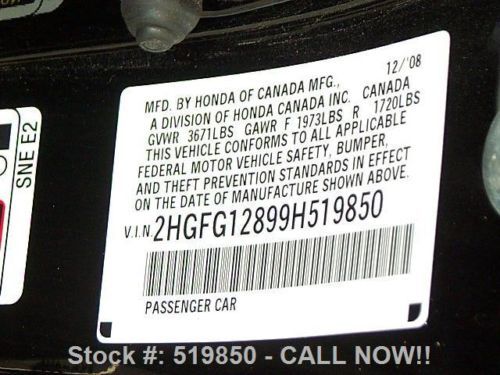 12/'08
MFD. BY HONDA OF CANADA MFG.,
A DIVISION OF HONDA CANADA INC. CANADA
GVWR 3671LBS GAWR F 1973LBS R 1720LBS
THIS VEHICLE CONFORMS TO ALL APPLICABLE
FEDERAL MOTOR VEHICLE SAFETY, BUMPER,
AND THEFT PREVENTION STANDARDS IN EFFECT
ON THE DATE OF MANUFACTURE SHOWN ABOVE.
V.I.N. 2HGFG12899H519850
PASSENGER CAR
SNE E2
Stock #: 519850 - CALL NOW!!